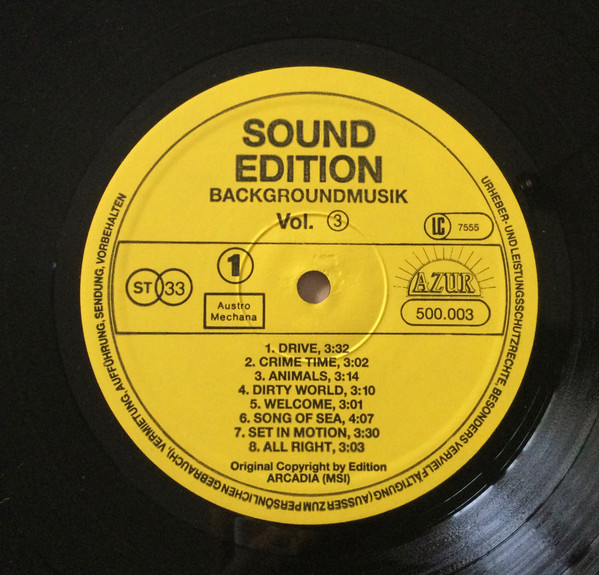 SOUND
EDITION
BACKGROUNDMUSIK
Vol. 3
LC 7555
ST 33
1
Austro
Mechana
AZUR
500.003
1. DRIVE, 3:32
2. CRIME TIME, 3:02
3. ANIMALS, 3:14
4. DIRTY WORLD, 3:10
5. WELCOME, 3:01
6. SONG OF SEA, 4:07
7. SET IN MOTION, 3:30
8. ALL RIGHT, 3:03
Original Copyright by Edition
ARCADIA (MSI)
URHEBER- UND LEISTUNGSSCHUTZRECHTE, BESONDERS VERVIELFÄLTIGUNG (AUSSER ZUM PERSÖNLICHEN GEBRAUCH), VERMIETUNG, AUFFÜHRUNG, SENDUNG, VORBEHALTEN